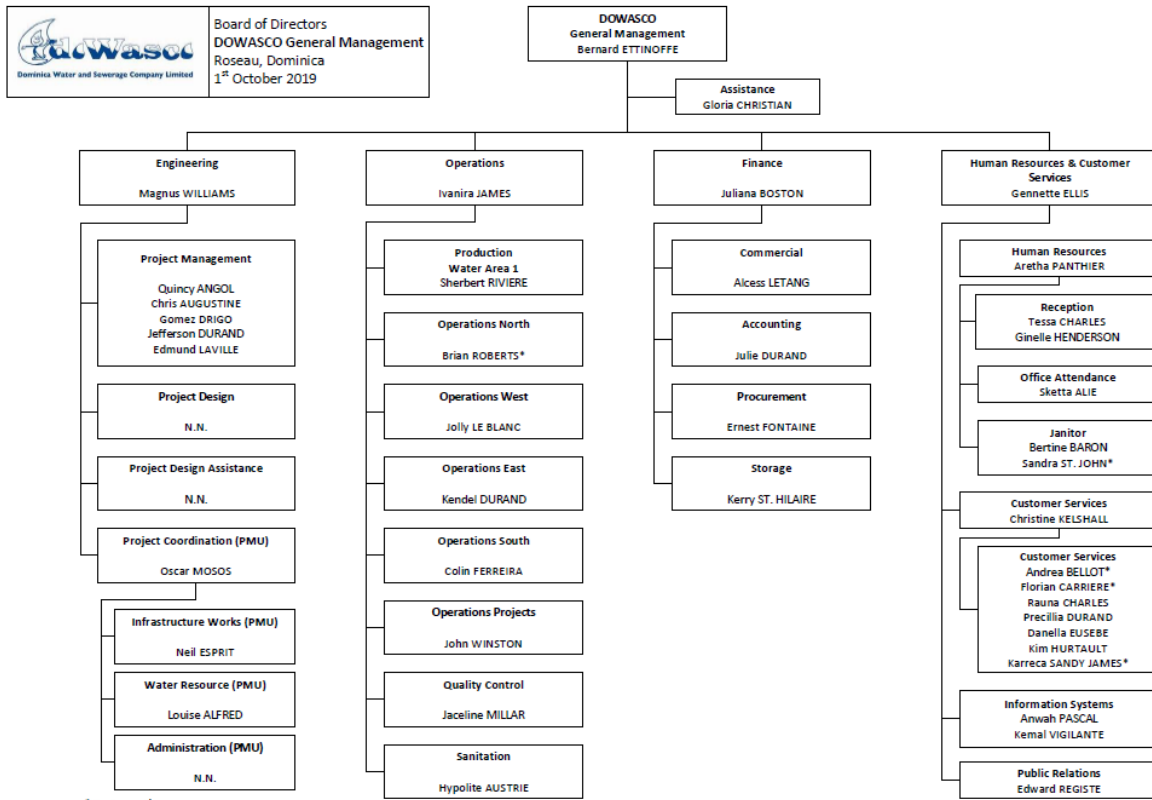 doWasco
Dominica Water and Sewerage Company Limited
Board of Directors
DOWASCO General Management
Roseau, Dominica
1st October 2019
DOWASCO
General Management
Bernard ETTINOFFE
Assistance
Gloria CHRISTIAN
Engineering
Magnus WILLIAMS
Project Management
Quincy ANGOL
Chris AUGUSTINE
Gomez DRIGO
Jefferson DURAND
Edmund LAVILLE
Project Design
N.N.
Project Design Assistance
N.N.
Project Coordination (PMU)
Oscar MOSOS
Infrastructure Works (PMU)
Neil ESPRIT
Water Resource (PMU)
Louise ALFRED
Administration (PMU)
N.N.
Operations
Ivanira JAMES
Production
Water Area 1
Sherbert RIVIERE
Operations North
Brian ROBERTS*
Operations West
Jolly LE BLANC
Operations East
Kendel DURAND
Operations South
Colin FERREIRA
Operations Projects
John WINSTON
Quality Control
Jaceline MILLAR
Sanitation
Hypolite AUSTRIE
Finance
Juliana BOSTON
Commercial
Alcess LETANG
Accounting
Julie DURAND
Procurement
Ernest FONTAINE
Storage
Kerry ST. HILAIRE
Human Resources & Customer
Services
Gennette ELLIS
Human Resources
Aretha PANTHIER
Reception
Tessa CHARLES
Ginelle HENDERSON
Office Attendance
Sketta ALIE
Janitor
Bertine BARON
Sandra ST. JOHN*
Customer Services
Christine KELSHALL
Customer Services
Andrea BELLOT*
Florian CARRIERE*
Rauna CHARLES
Precillia DURAND
Danella EUSEBE
Kim HURTAULT
Karreca SANDY JAMES*
Information Systems
Anwah PASCAL
Kemal VIGILANTE
Public Relations
Edward REGISTE